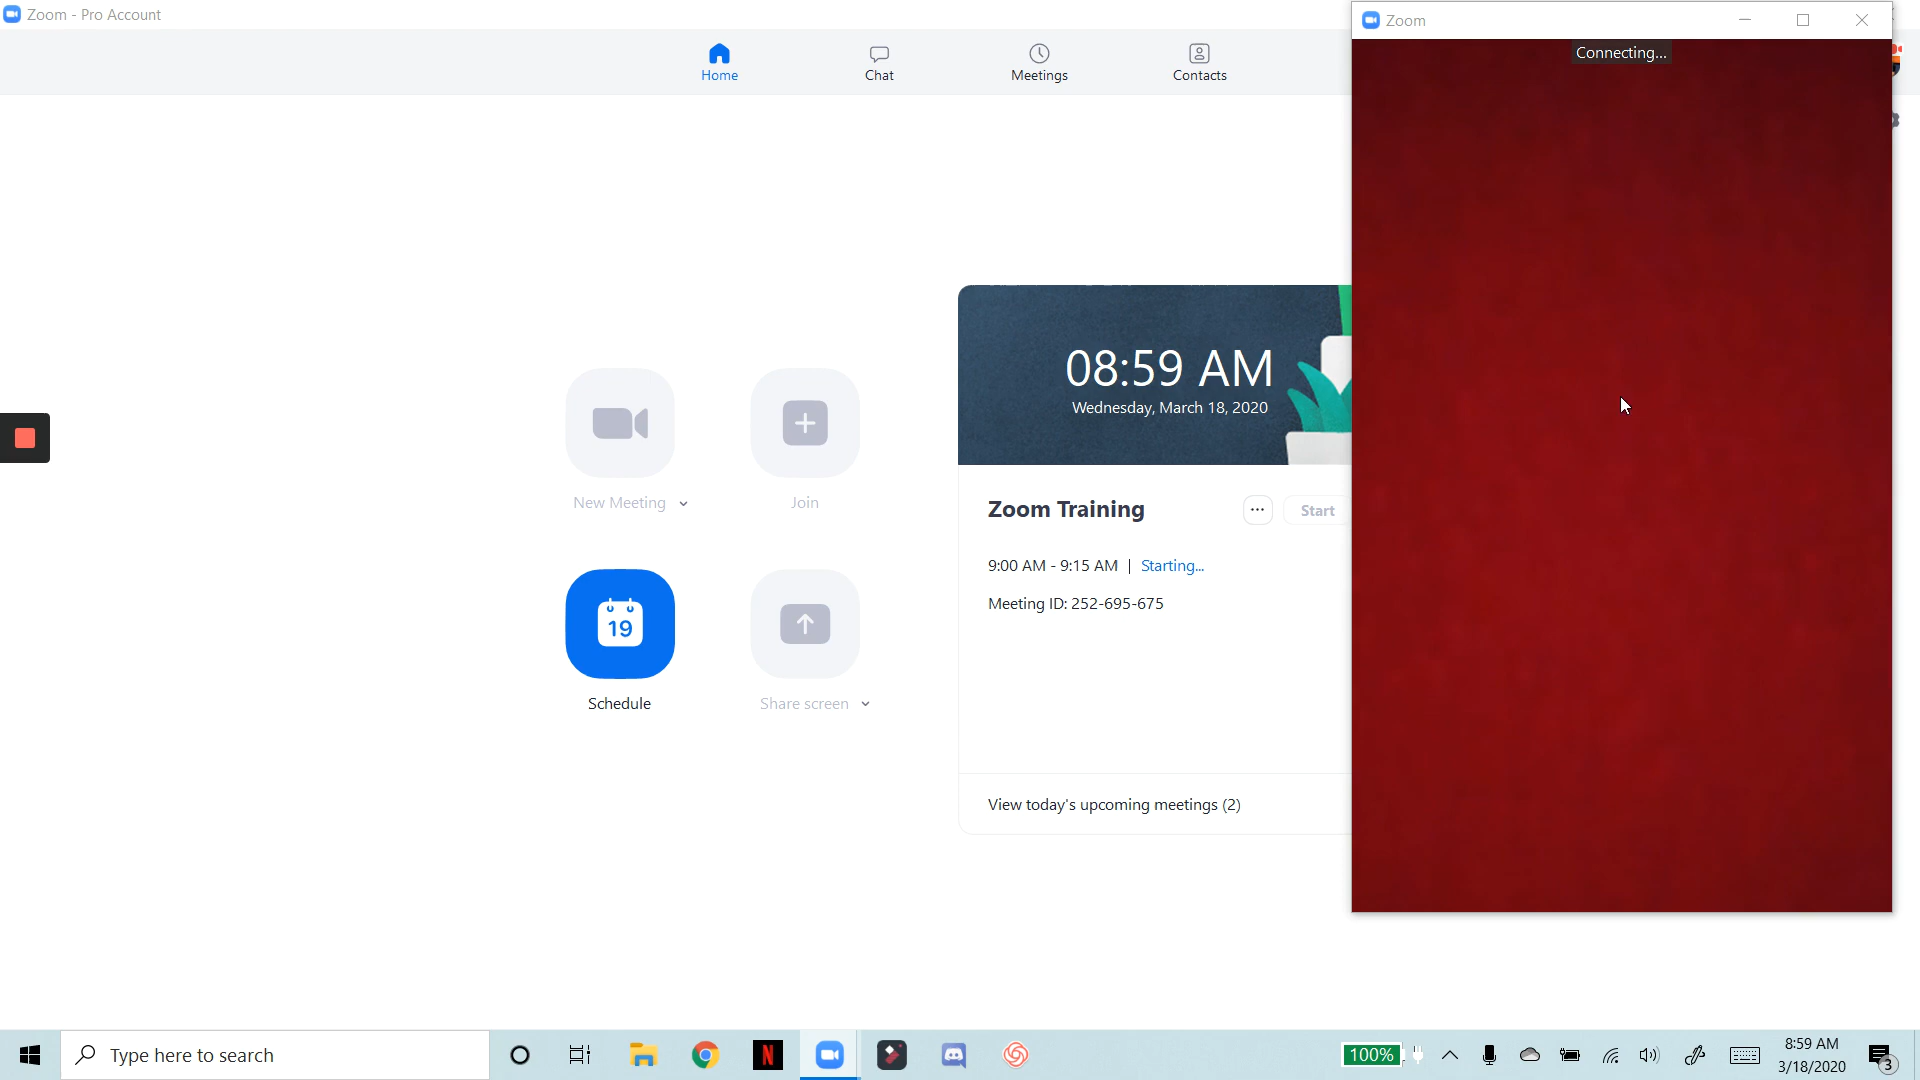 Zoom - Pro Account
Zoom
Connecting...
Home
Chat
Meetings
Contacts
08:59 AM
Wednesday, March 18, 2020
New Meeting
Join
Zoom Training
...
Start
9:00 AM - 9:15 AM | Starting...
Meeting ID: 252-695-675
19
Schedule
Share screen
View today's upcoming meetings (2)
Type here to search
N
100%
8:59 AM
3/18/2020
3